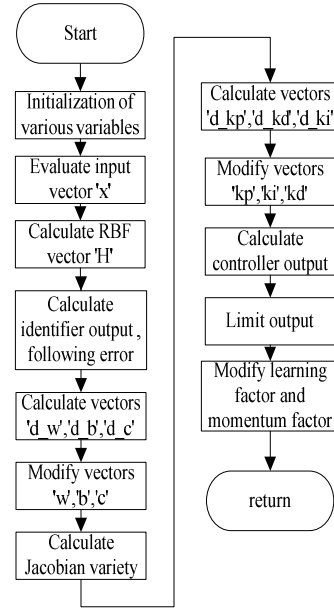 Start
Initialization of
various variables
Evaluate input
vector 'x'
Calculate RBF
vector 'H'
Calculate
identifier output ,
following error
Calculate vectors
'd_w','d_b','d_c'
Modify vectors
'w','b','c'
Calculate
Jacobian variety
Calculate vectors
'd_kp','d_kd','d_ki'
Modify vectors
'kp','ki','kd'
Calculate
controller output
Limit output
Modify learning
factor and
momentum factor
return